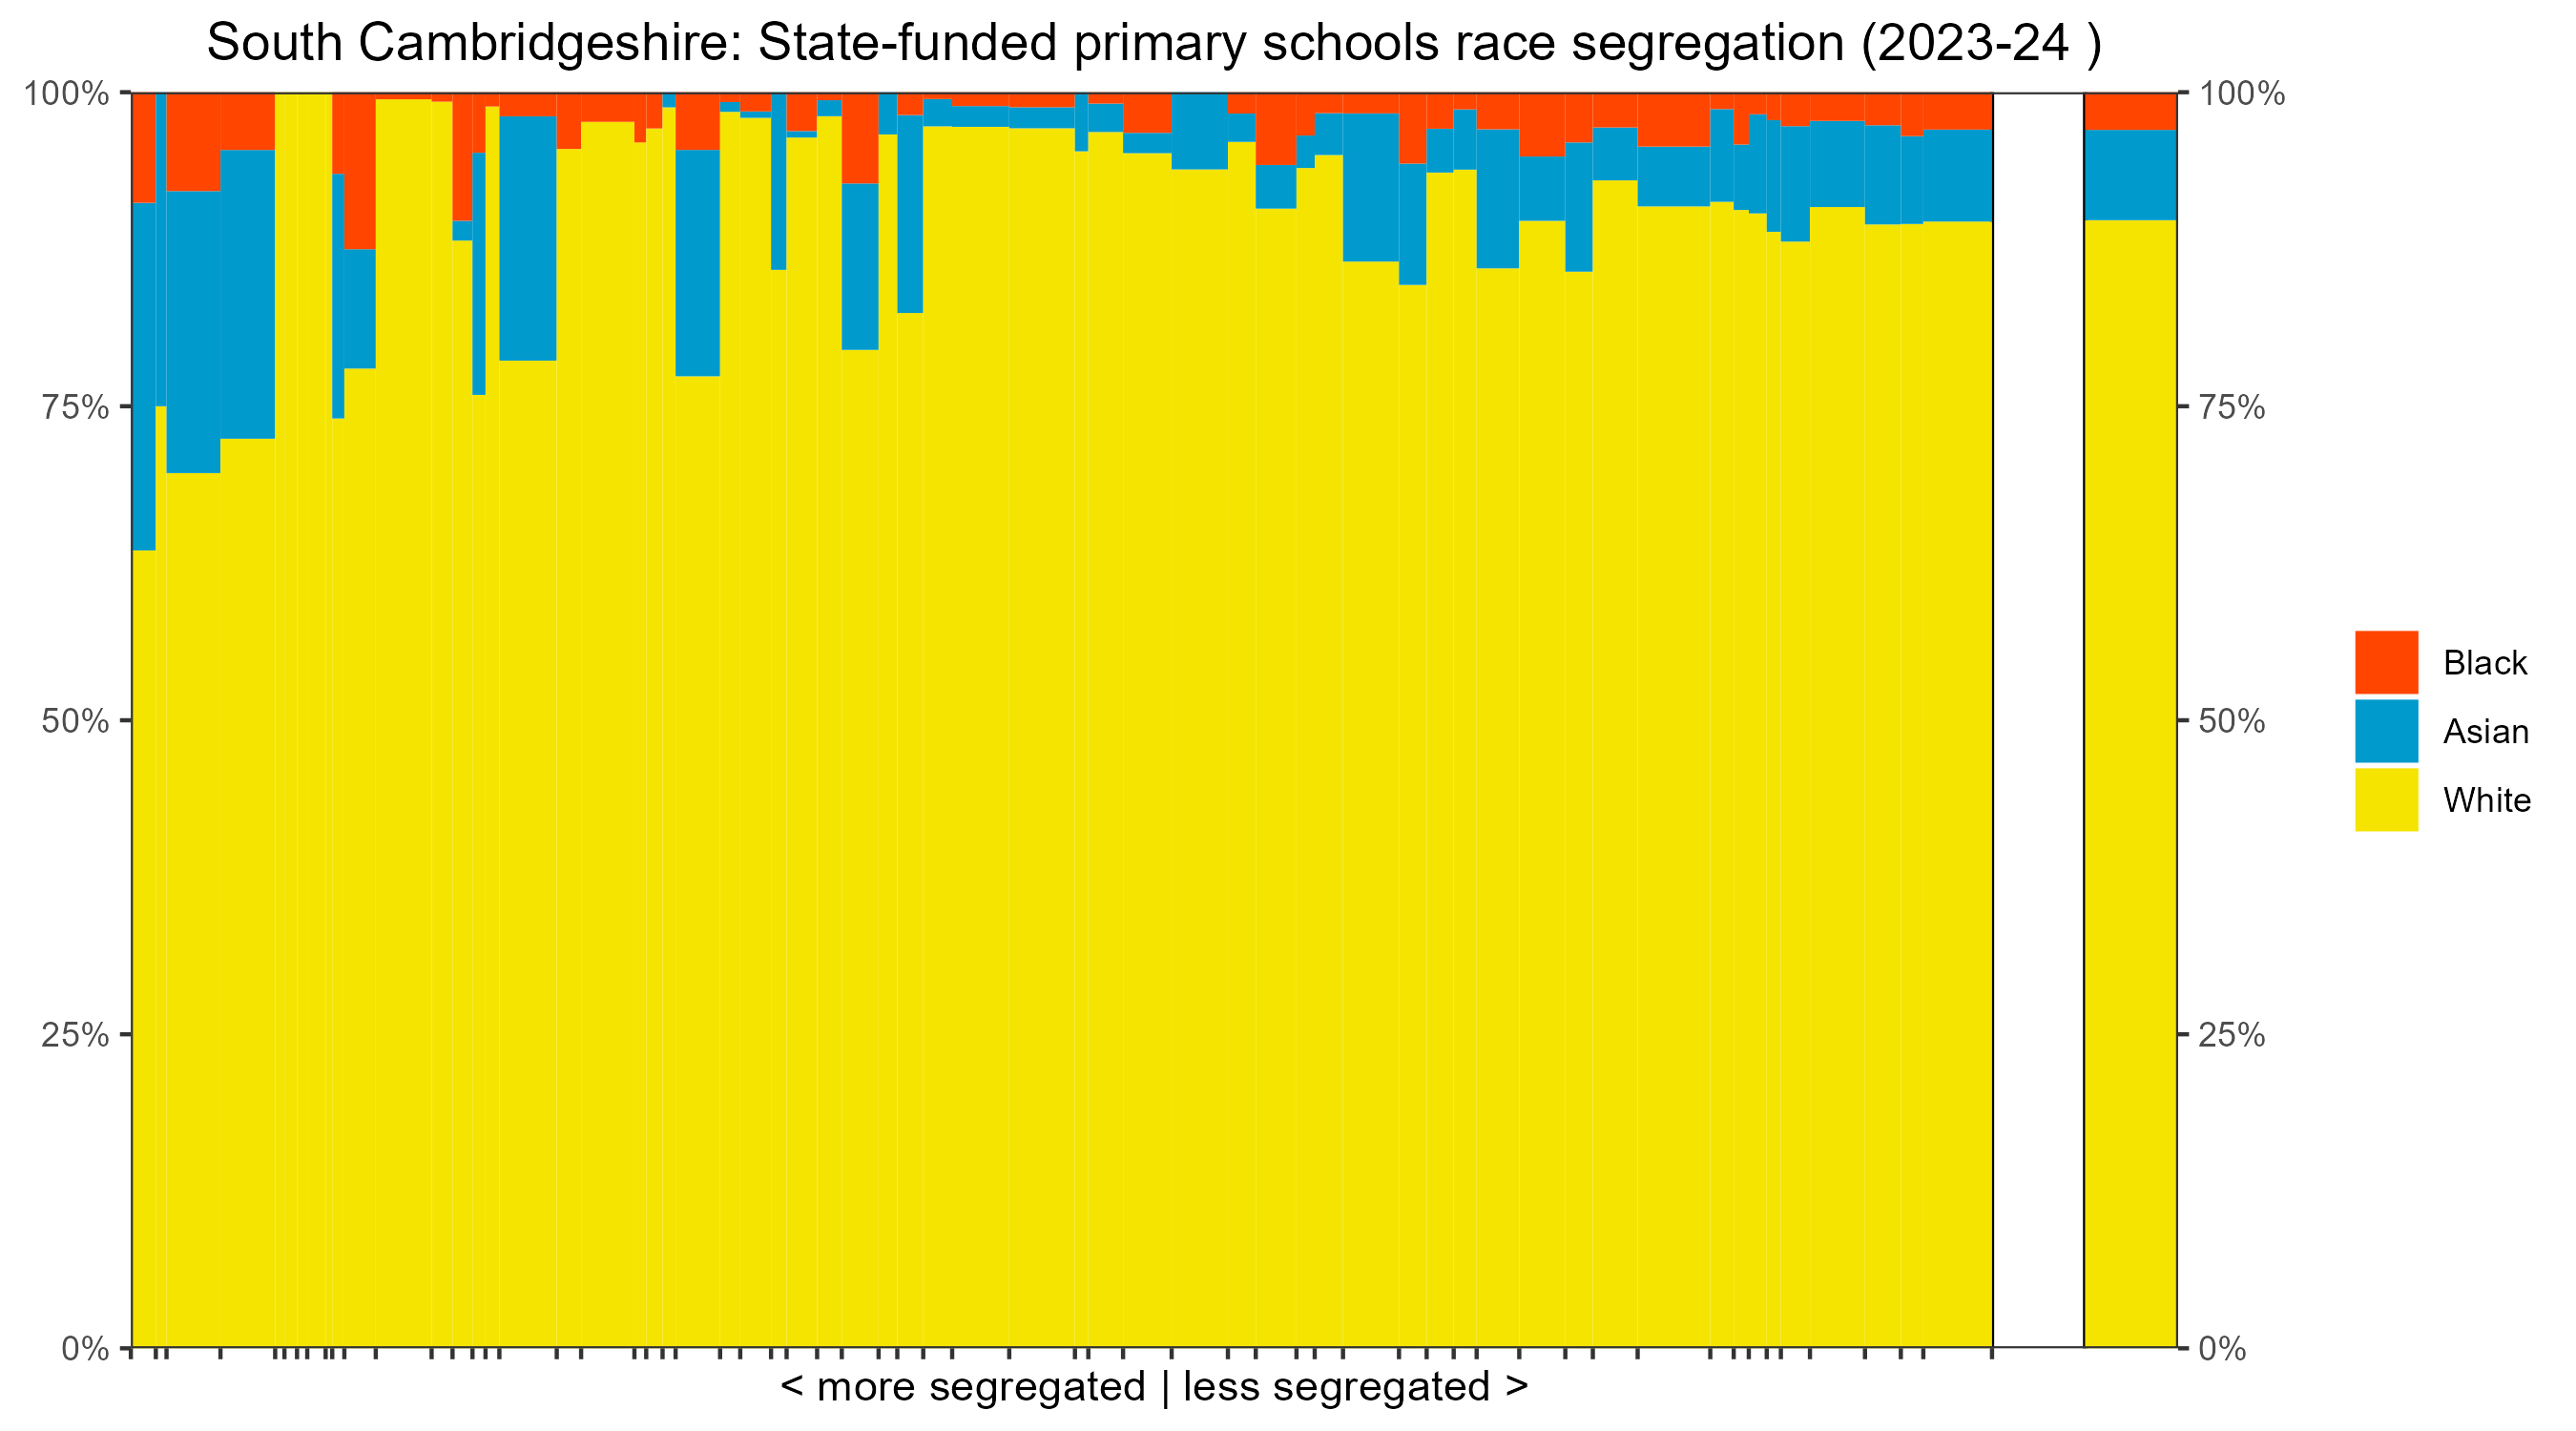 South Cambridgeshire: State-funded primary schools race segregation (2023-24 )
100%
75%
50%
25%
0%
100%
75%
50%
25%
0%
Black
Asian
White
< more segregated | less segregated >